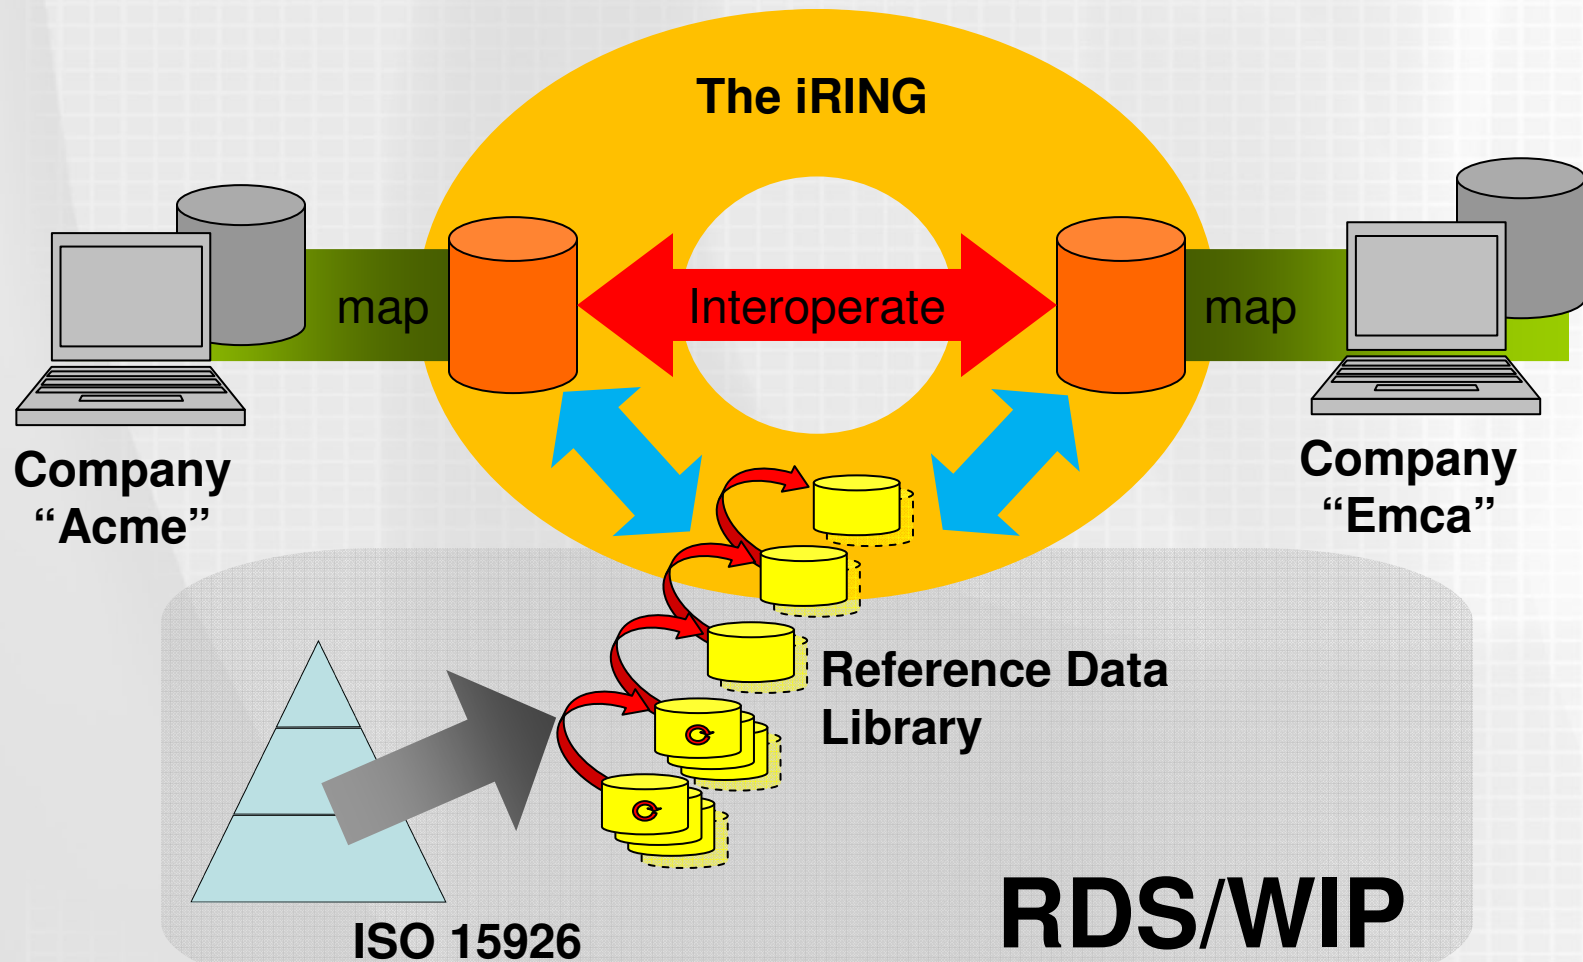 The iRING
map
Interoperate
map
Company
“Acme”
Company
“Emca”
Reference Data
Library
RDS/WIP
ISO 15926